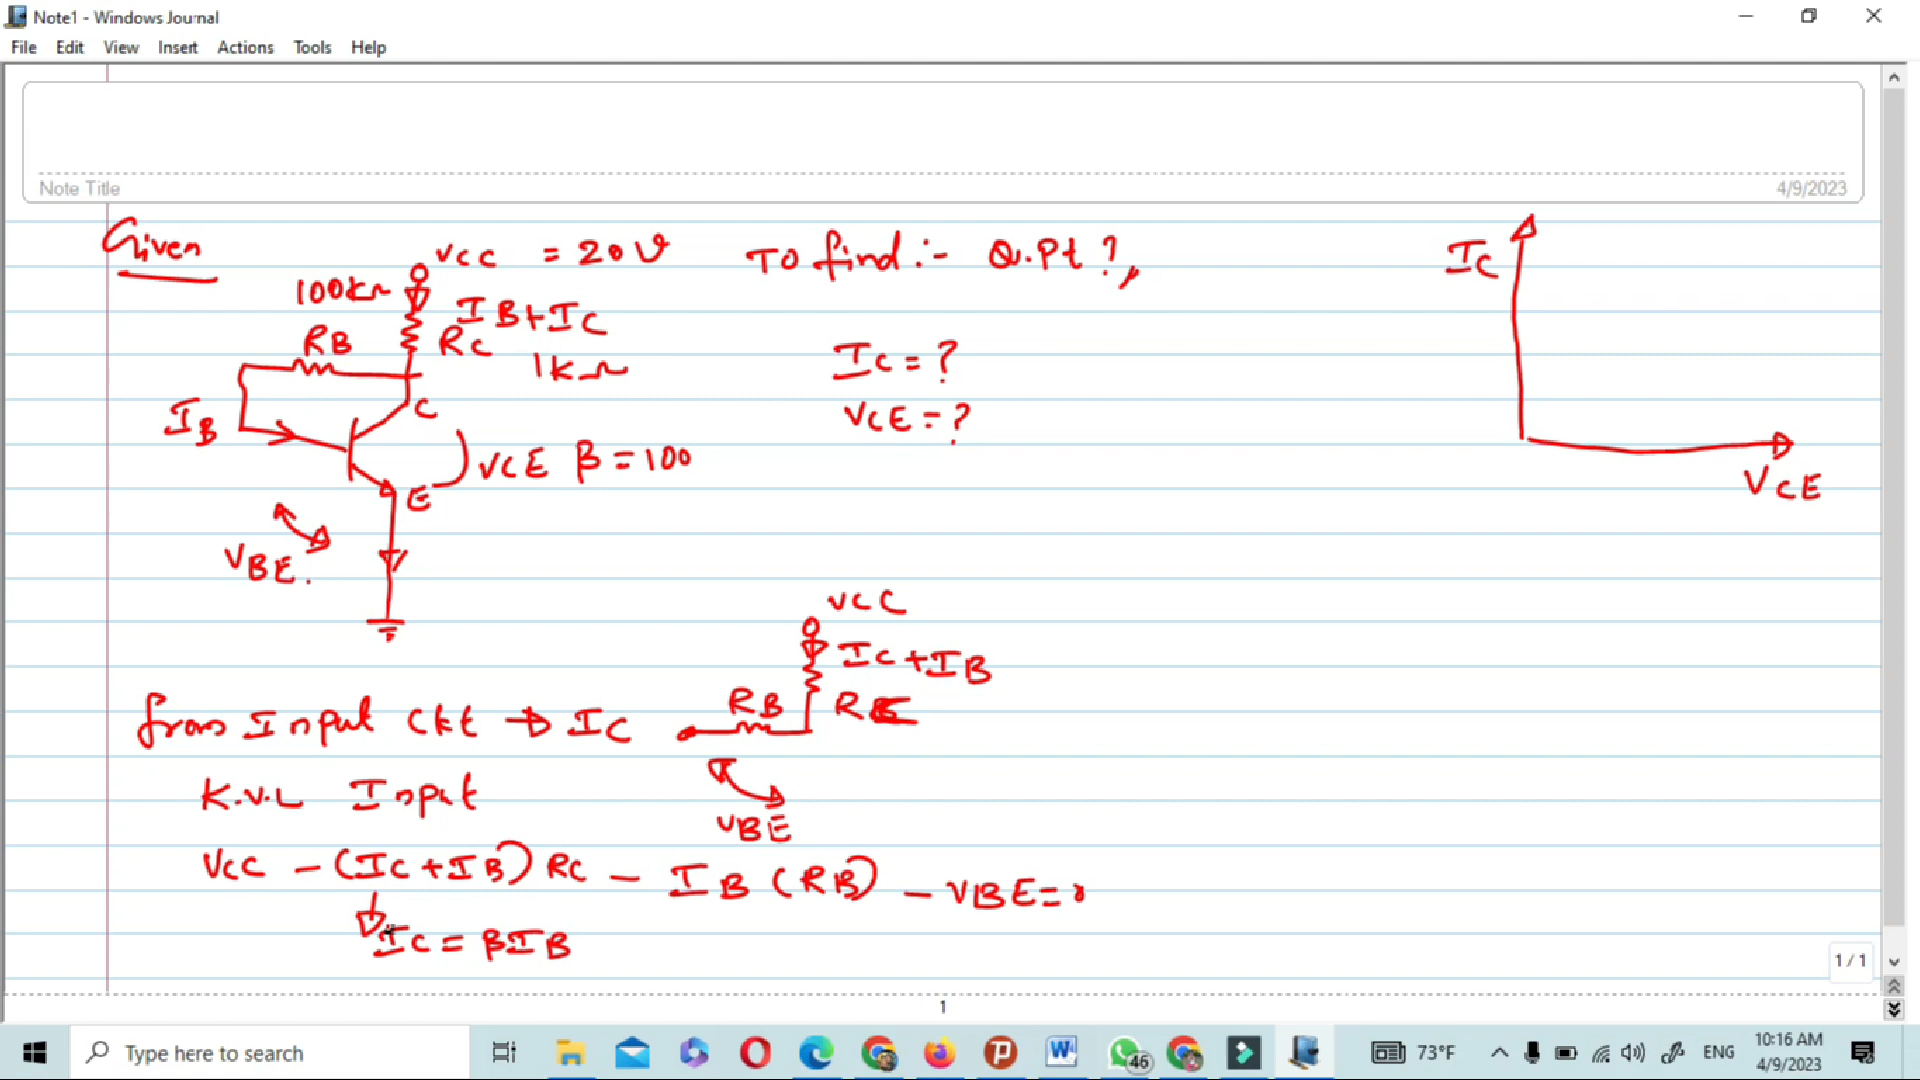 Note1 - Windows Journal
File Edit View Insert Actions Tools Help
Note Title
4/9/2023
Given
VCC = 20V
To find :- Q.Pt ?,
100kΩ
IB+IC
RB
RC
1kΩ
IC = ?
VCE = ?
IB
C
VCE β = 100
E
VBE.
IC
VCE
VCC
IC+IB
RB
RC
from Input Ckt → IC
K.V.L Input
VBE
VCC - (IC+IB) RC - IB (RB) - VBE = 0
IC = βIB
1 / 1
1
Type here to search
46
73°F
ENG
10:16 AM
4/9/2023